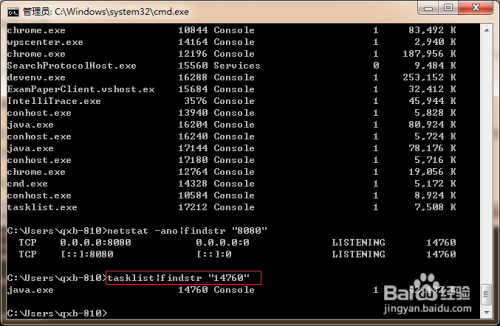 管理员: C:\Windows\system32\cmd.exe
chrome.exe 10844 Console 1 83,492 K
wpscenter.exe 14164 Console 1 2,940 K
chrome.exe 12196 Console 1 187,956 K
SearchProtocolHost.exe 15560 Services 0 9,484 K
devenv.exe 16288 Console 1 253,152 K
ExamPaperClient.vshost.ex 15684 Console 1 32,412 K
IntelliTrace.exe 3576 Console 1 45,944 K
conhost.exe 13940 Console 1 5,828 K
java.exe 16204 Console 1 80,924 K
conhost.exe 16240 Console 1 5,724 K
java.exe 17144 Console 1 78,176 K
conhost.exe 17180 Console 1 5,716 K
chrome.exe 12764 Console 1 19,056 K
cmd.exe 14328 Console 1 5,172 K
conhost.exe 10584 Console 1 8,924 K
tasklist.exe 17212 Console 1 7,508 K
C:\Users\qxb-810>netstat -ano|findstr "8080"
TCP 0.0.0.0:8080 0.0.0.0:0 LISTENING 14760
TCP [::]:8080 [::]:0 LISTENING 14760
C:\Users\qxb-810>tasklist|findstr "14760"
java.exe 14760 Console 1 K
C:\Users\qxb-810>
Baidu 经验
jingyan.baidu.com